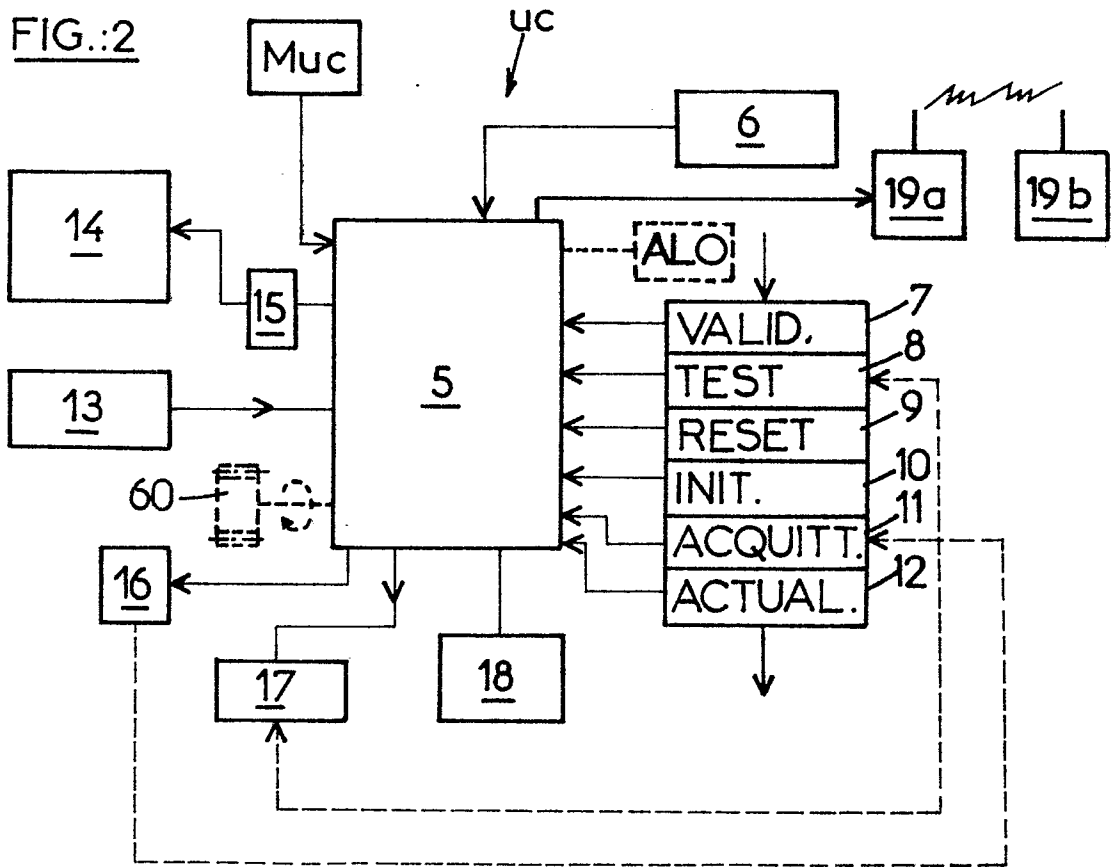 FIG.:2
uc
Muc
6
19a
19b
14
ALO
15
7
VALID.
8
TEST
5
13
9
RESET
10
INIT.
60
11
ACQUITT.
16
12
ACTUAL.
17
18